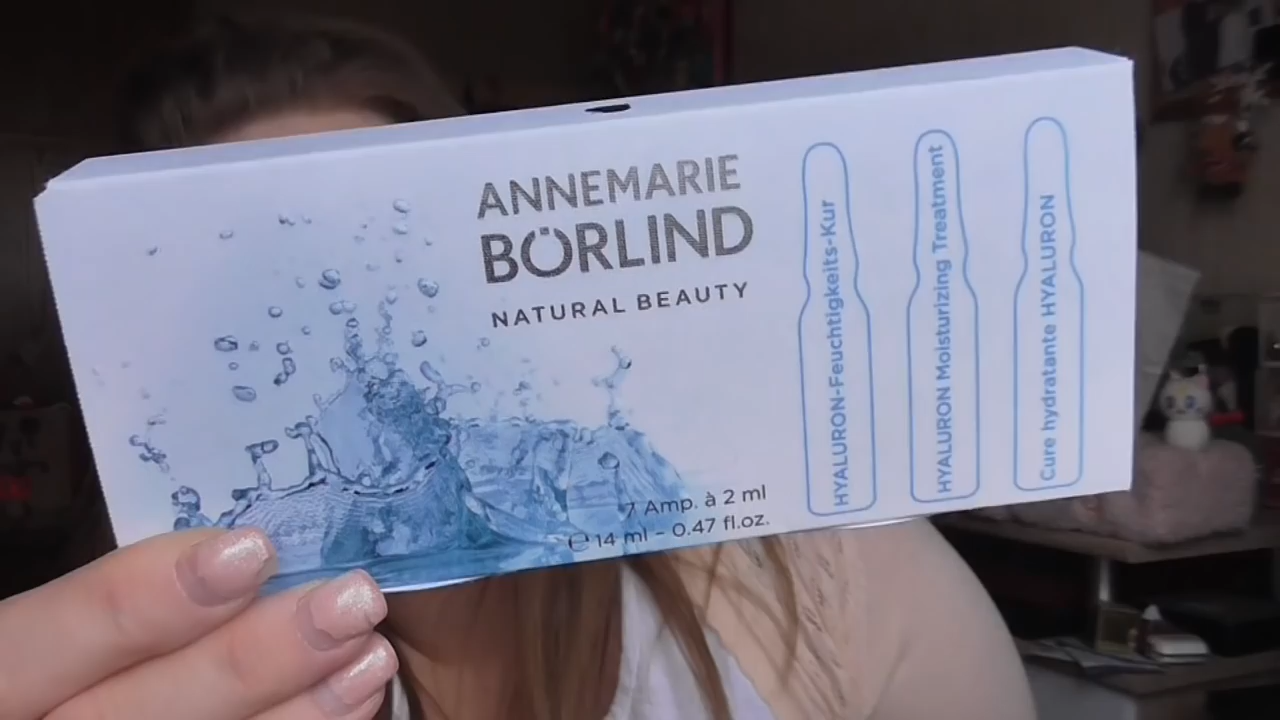 ANNEMARIE
BÖRLIND
NATURAL BEAUTY
7 Amp. à 2 ml
℮ 14 ml - 0.47 fl.oz.
HYALURON-Feuchtigkeits-Kur
HYALURON Moisturizing Treatment
Cure hydratante HYALURON